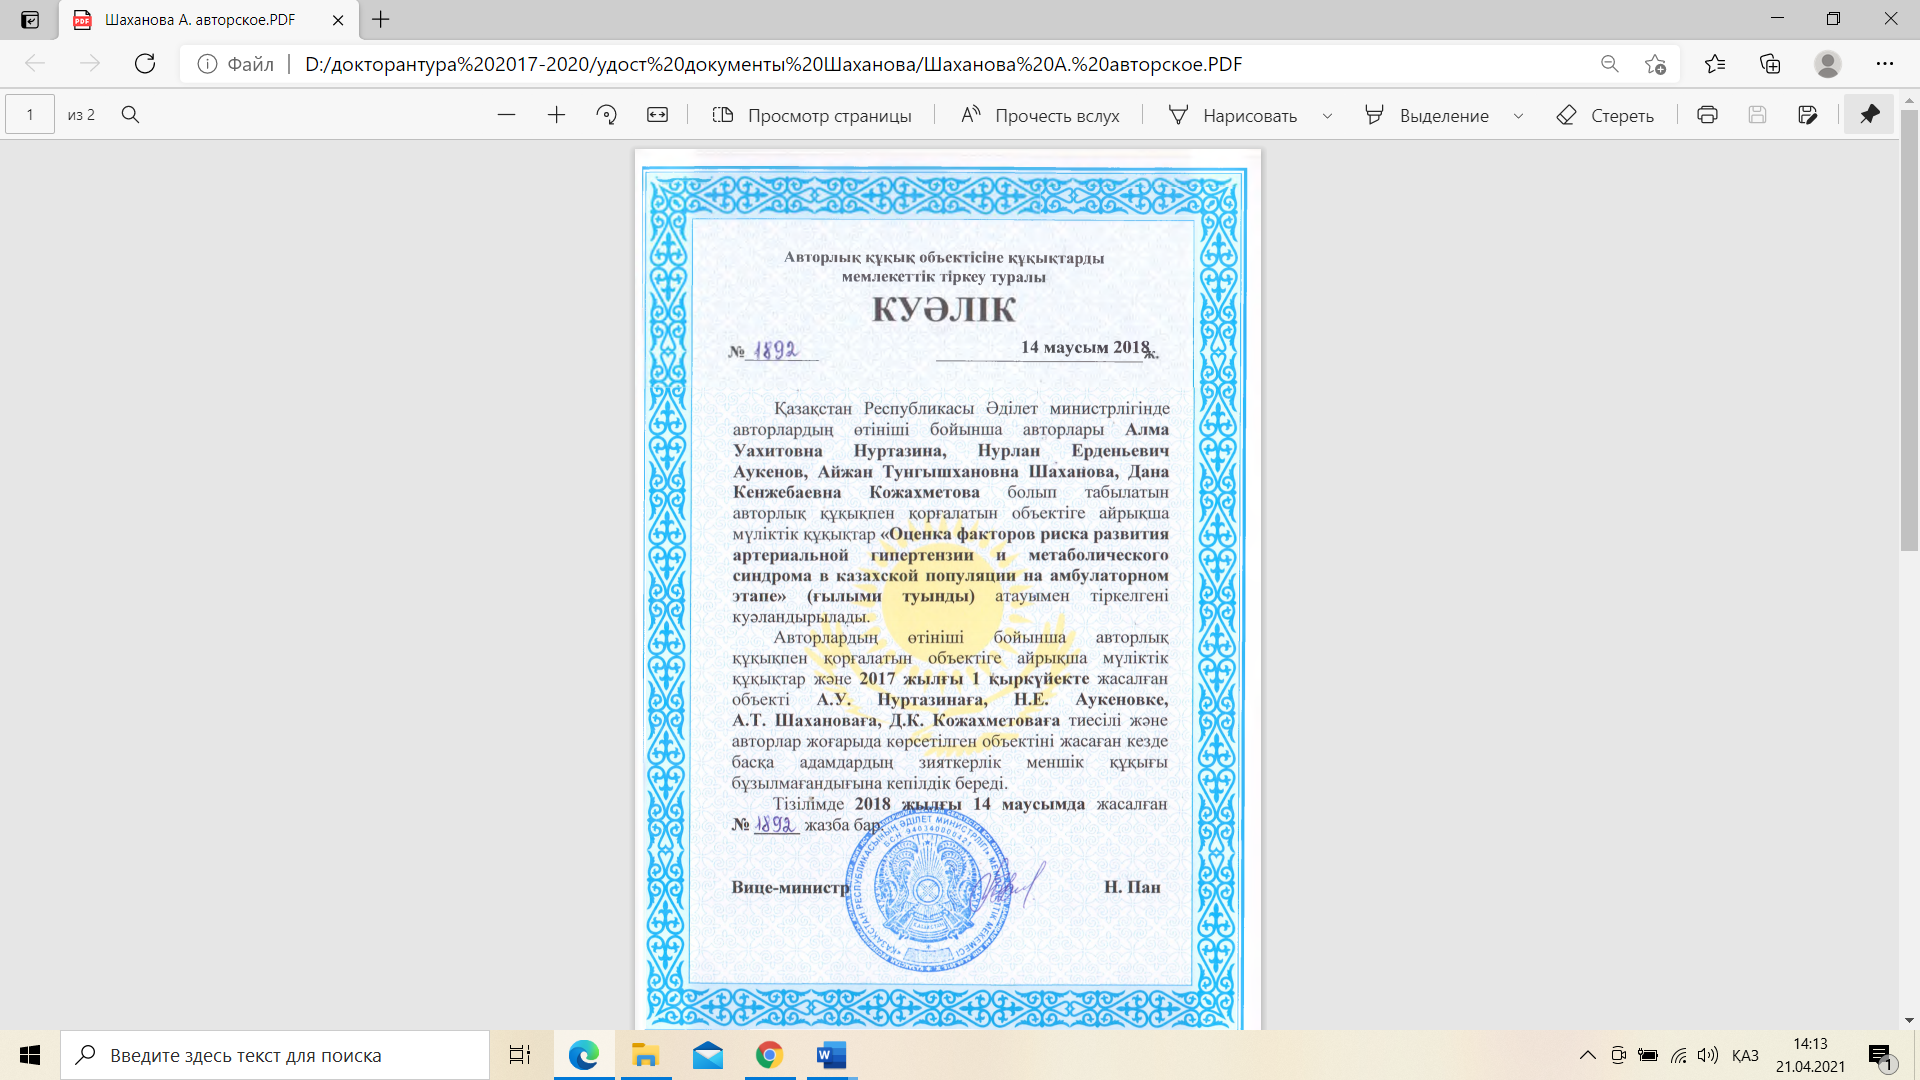 Шаханова А. авторское.PDF
Файл
D:/докторантура%202017-2020/удост%20документы%20Шаханова/Шаханова%20А.%20авторское.PDF
1 из 2
Просмотр страницы
Прочесть вслух
Нарисовать
Выделение
Стереть
Авторлық құқық объектісіне құқықтарды
мемлекеттік тіркеу туралы
КУӘЛІК
№ 1892
14 маусым 2018 ж.
Қазақстан Республикасы Әділет министрлігінде
авторлардың өтініші бойынша авторлары Алма
Уахитовна Нуртазина, Нурлан Ерденьевич
Аукенов, Айжан Тунгышхановна Шаханова, Дана
Кенжебаевна Кожахметова болып табылатын
авторлық құқықпен қорғалатын объектіге айрықша
мүліктік құқықтар «Оценка факторов риска развития
артериальной гипертензии и метаболического
синдрома в казахской популяции на амбулаторном
этапе» (ғылыми туынды) атауымен тіркелгені
куәландырылады.
Авторлардың өтініші бойынша авторлық
құқықпен қорғалатын объектіге айрықша мүліктік
құқықтар және 2017 жылғы 1 қыркүйекте жасалған
объекті А.У. Нуртазинаға, Н.Е. Аукеновке,
А.Т. Шахановаға, Д.К. Кожахметоваға тиесілі және
авторлар жоғарыда көрсетілген объектіні жасаған кезде
басқа адамдардың зияткерлік меншік құқығы
бұзылмағандығына кепілдік береді.
Тізілімде 2018 жылғы 14 маусымда жасалған
№ 1892 жазба бар.
Вице-министр
Н. Пан
БСН 940340000421
ҚАЗАҚСТАН
Введите здесь текст для поиска
ҚАЗ
14:13
21.04.2021
1